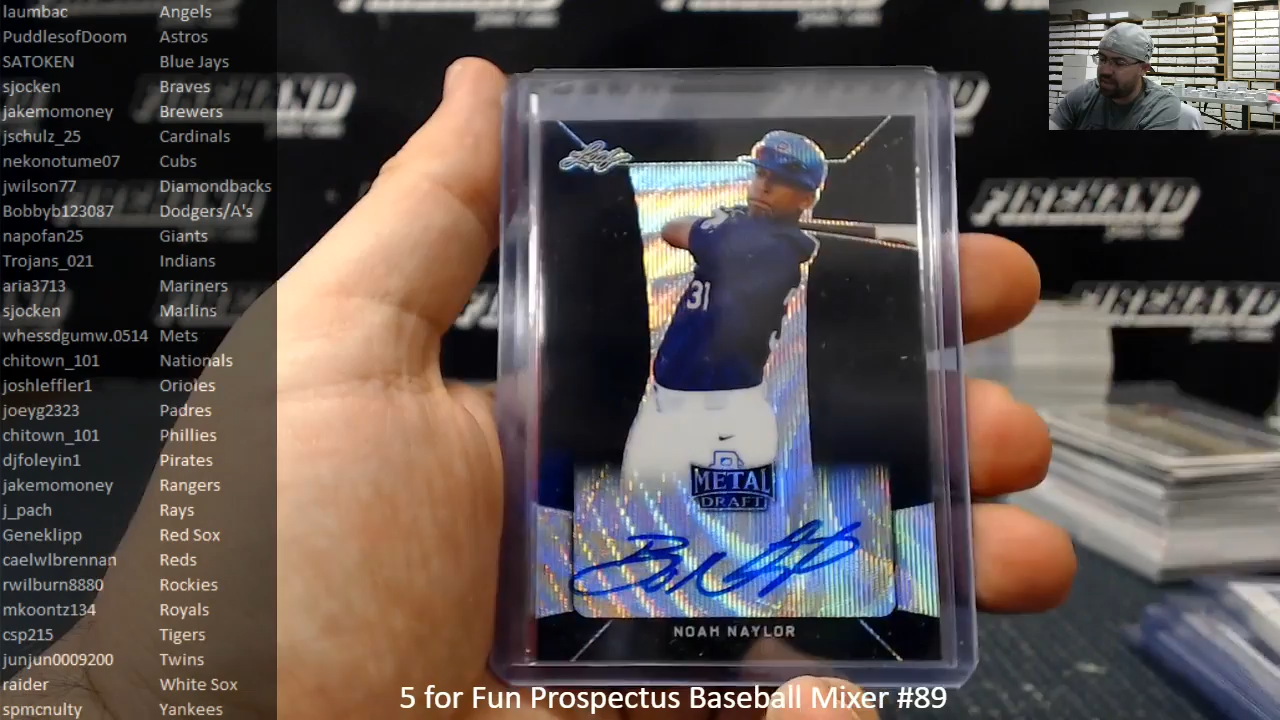 laumbac Angels
PuddlesofDoom Astros
SATOKEN Blue Jays
sjocken Braves
jakemomoney Brewers
jschulz_25 Cardinals
nekonotume07 Cubs
jwilson77 Diamondbacks
Bobbyb123087 Dodgers/A's
napofan25 Giants
Trojans_021 Indians
aria3713 Mariners
sjocken Marlins
whessdgumw.0514 Mets
chitown_101 Nationals
joshleffler1 Orioles
joeyg2323 Padres
chitown_101 Phillies
djfoleyin1 Pirates
jakemomoney Rangers
j_pach Rays
Geneklipp Red Sox
caelwlbrennan Reds
rwilburn8880 Rockies
mkoontz134 Royals
csp215 Tigers
junjun0009200 Twins
raider White Sox
spmcnulty Yankees
FIREHAND
Leaf
31
METAL
DRAFT
NOAH NAYLOR
5 for Fun Prospectus Baseball Mixer #89